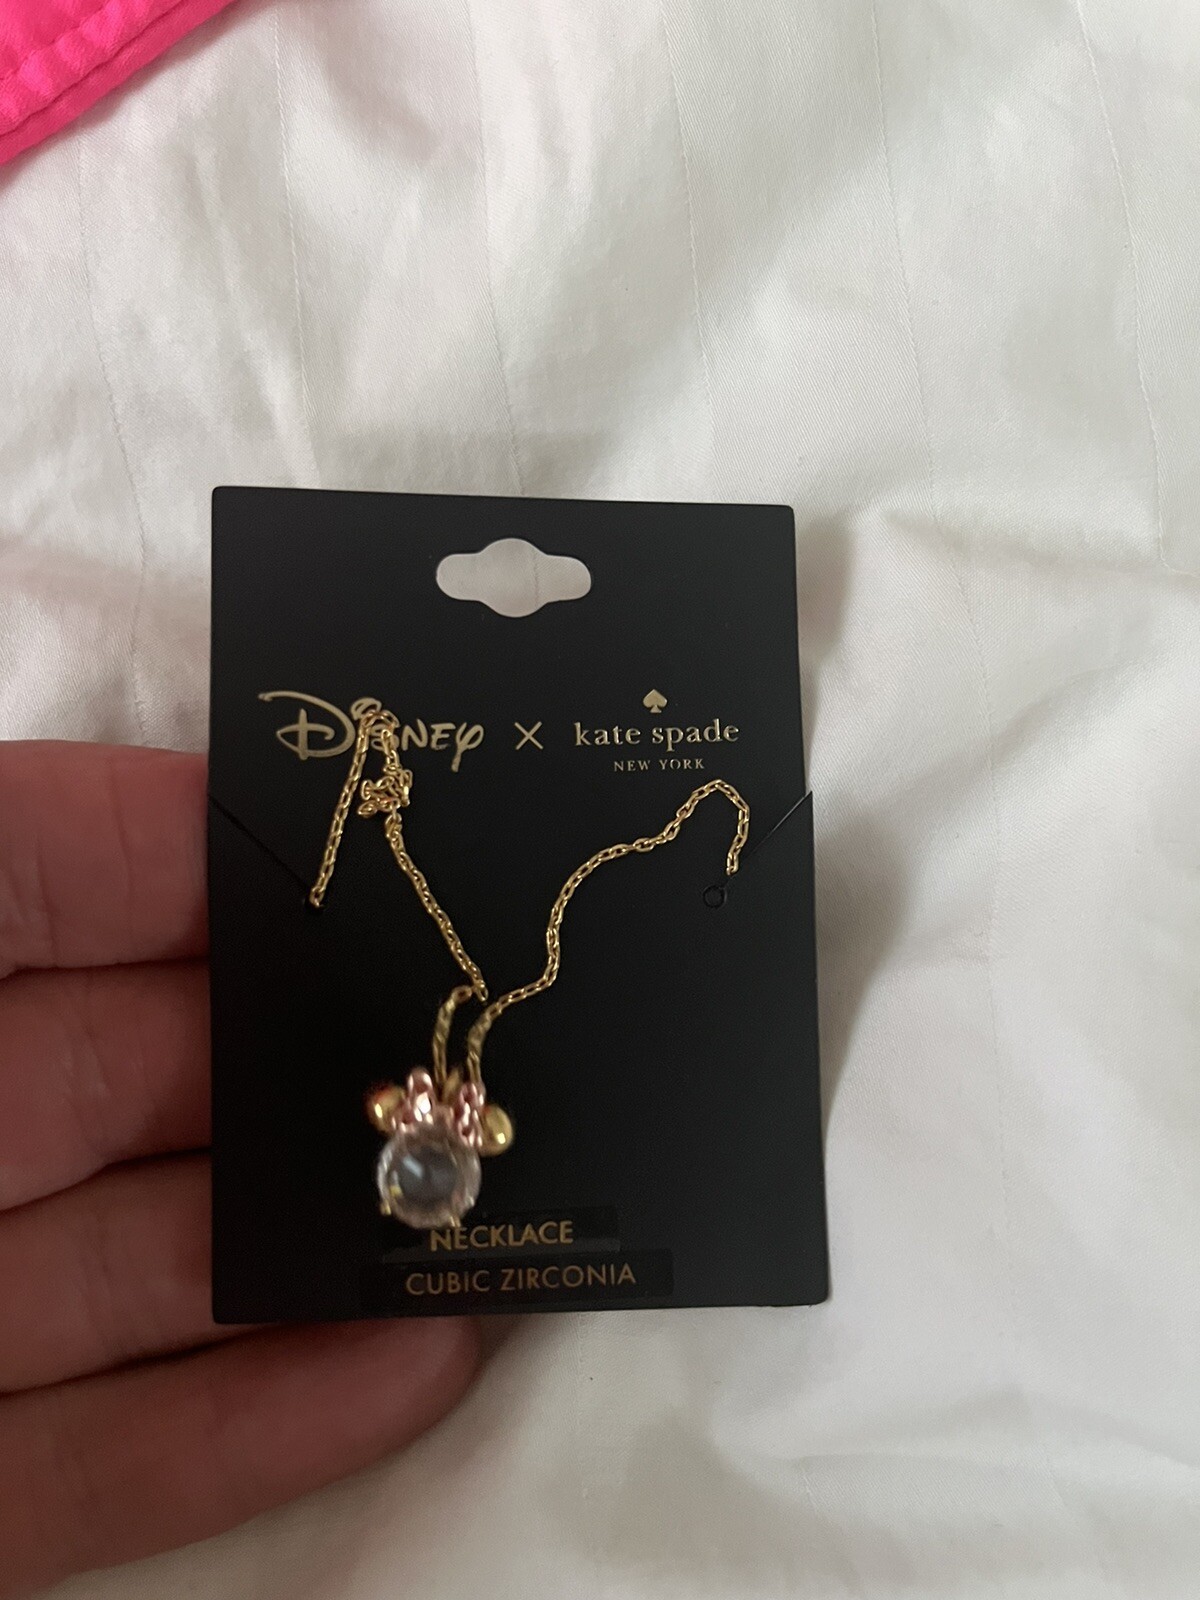 Disney X kate spade
NEW YORK
NECKLACE
CUBIC ZIRCONIA